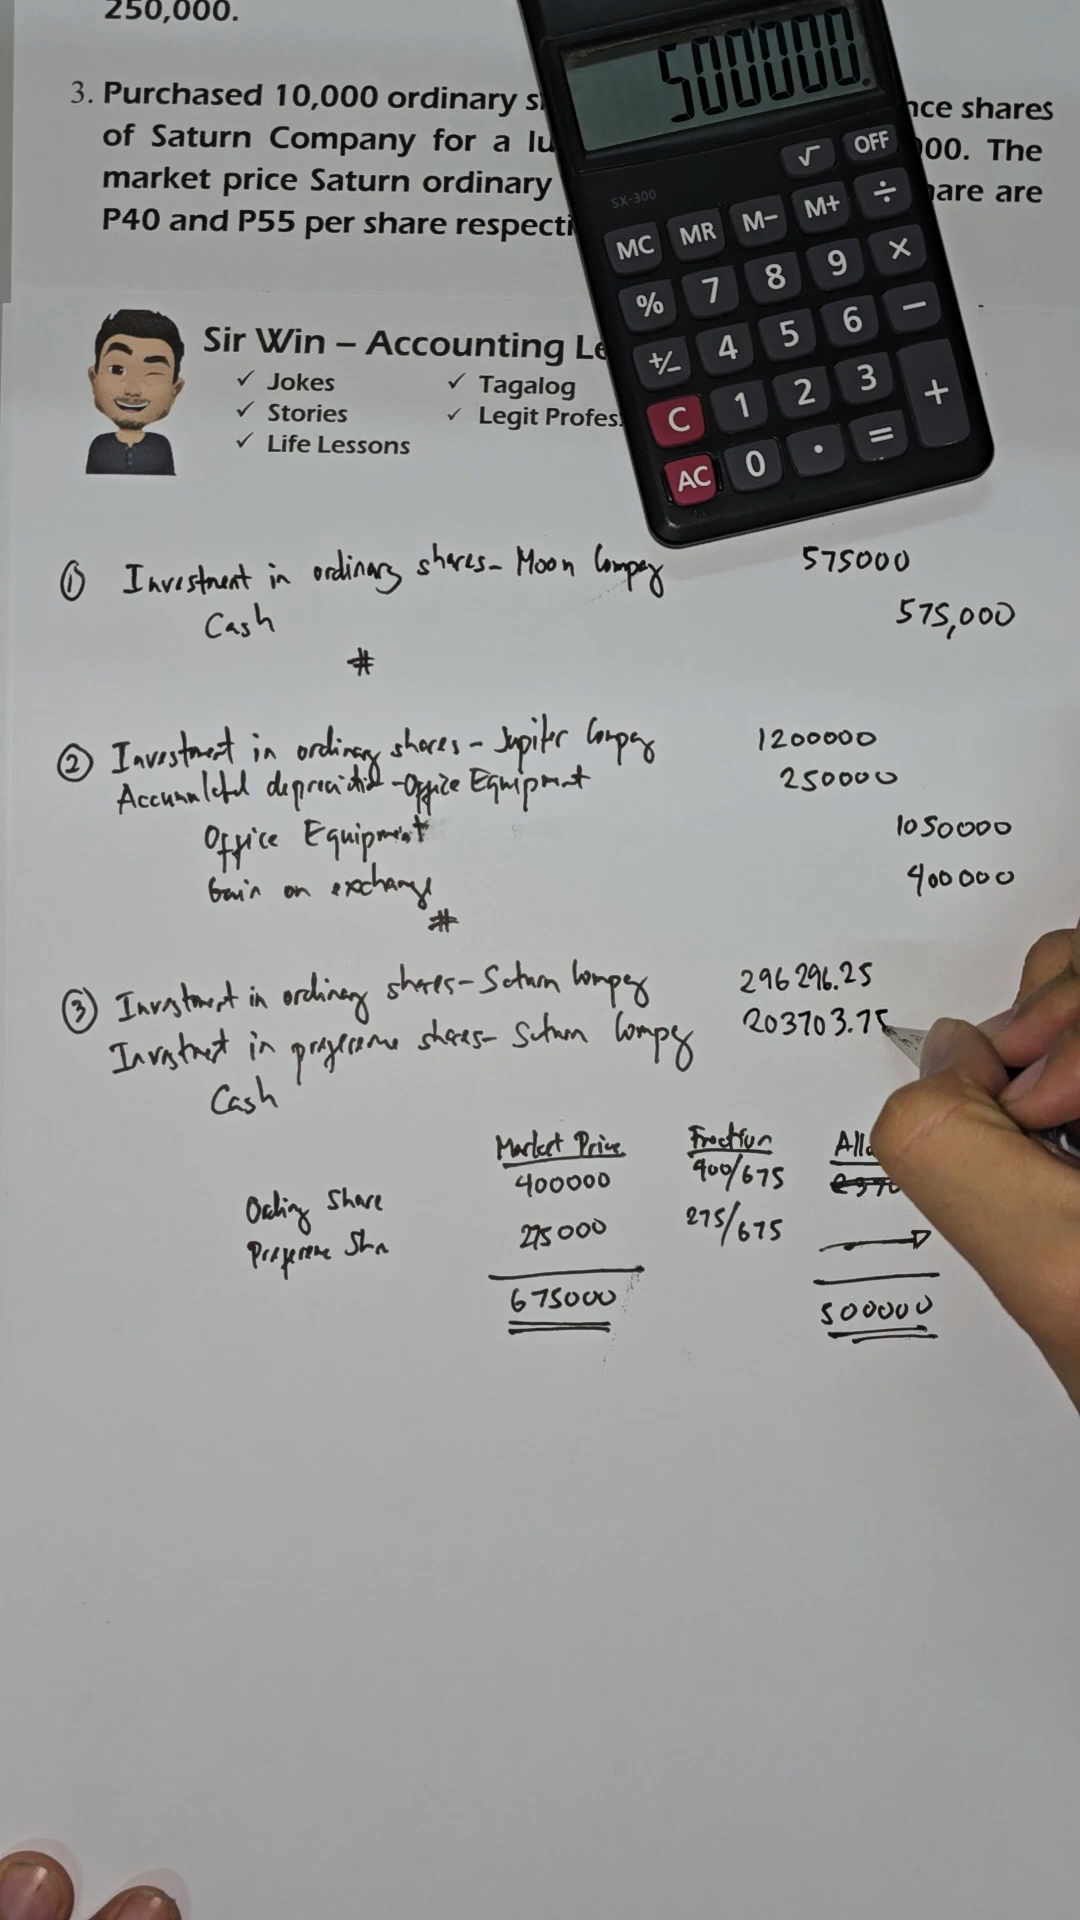 250,000.
500'000.
3. Purchased 10,000 ordinary s
nce shares
of Saturn Company for a lu
000. The
market price Saturn ordinary
hare are
P40 and P55 per share respecti
SX-300
√ OFF
MC MR M− M+ ÷
% 7 8 9 ×
+/− 4 5 6 −
C 1 2 3 +
AC 0 . =
Sir Win – Accounting Le
✓ Jokes
✓ Tagalog
✓ Stories
✓ Legit Profes
✓ Life Lessons
① Investment in ordinary shares - Moon Company 575000
Cash 575,000
#
② Investment in ordinary shares - Jupiter Company 1200000
Accumulated depreciation - Office Equipment 250000
Office Equipment 1050000
Gain on exchange 400000
#
③ Investment in ordinary shares - Saturn Company 296296.25
Investment in preference shares - Saturn Company 203703.75
Cash
Market Price Fraction All
Ordinary Share 400000 400/675
Preference Sha 275000 275/675
675000 500000